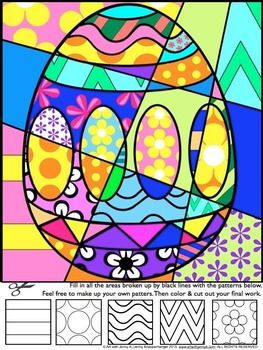 Fill in all the areas broken up by black lines with the patterns below.
Feel free to make up your own patters.Then color & cut out your final work.